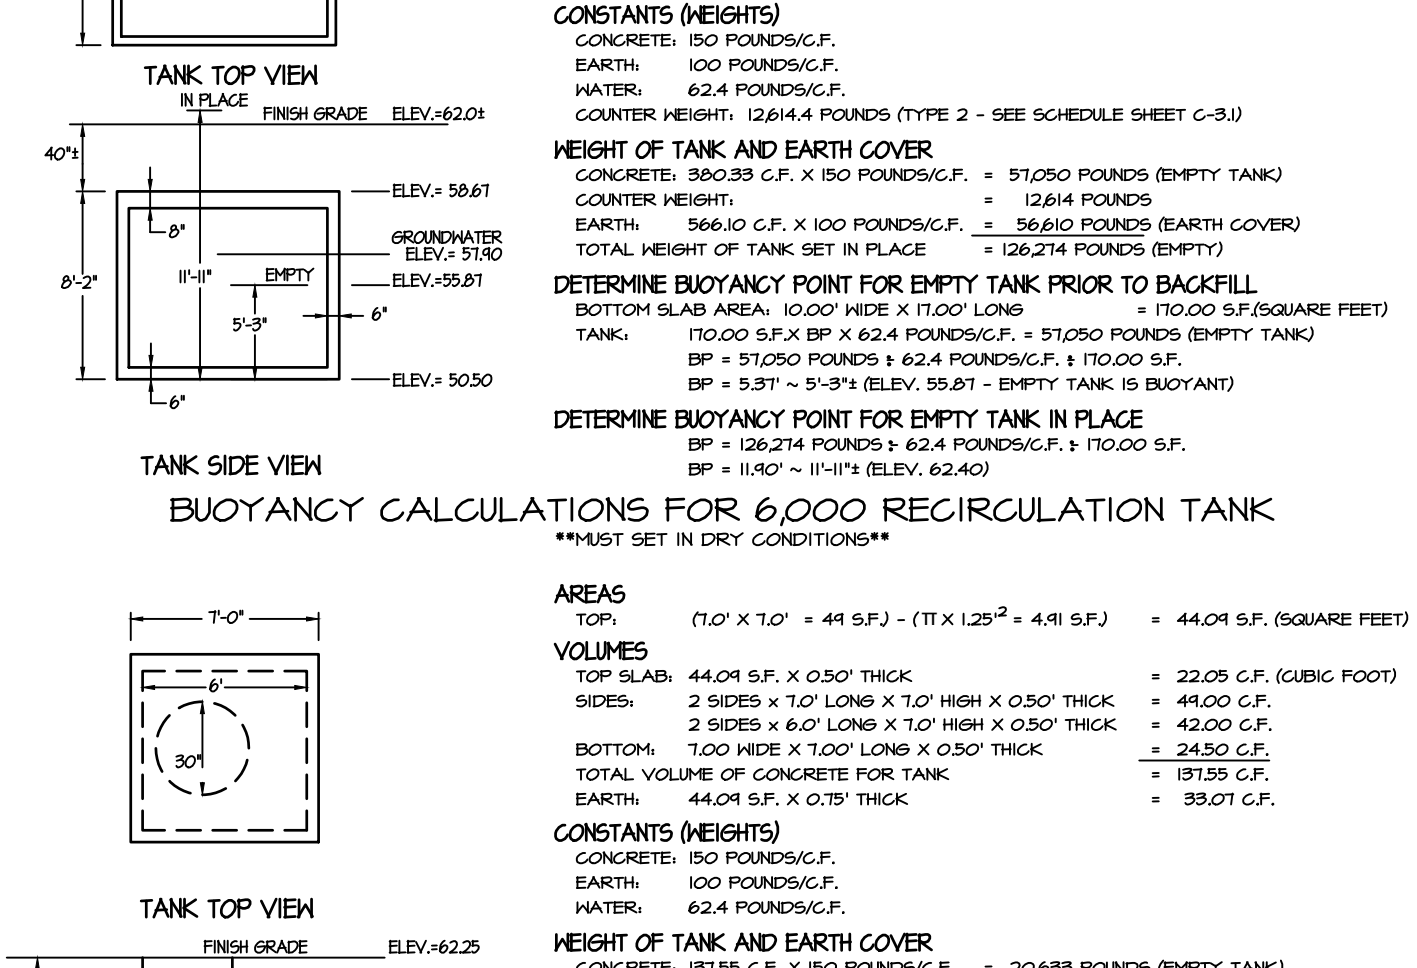 TANK TOP VIEW
IN PLACE
FINISH GRADE ELEV.=62.0±
40"±
ELEV.= 58.67
8"
GROUNDWATER
ELEV.= 57.90
8'-2"
11'-11"
EMPTY
ELEV.=55.87
5'-3"
6"
ELEV.= 50.50
6"
TANK SIDE VIEW
CONSTANTS (WEIGHTS)
CONCRETE: 150 POUNDS/C.F.
EARTH: 100 POUNDS/C.F.
WATER: 62.4 POUNDS/C.F.
COUNTER WEIGHT: 12,614.4 POUNDS (TYPE 2 - SEE SCHEDULE SHEET C-3.1)
WEIGHT OF TANK AND EARTH COVER
CONCRETE: 380.33 C.F. X 150 POUNDS/C.F. = 57,050 POUNDS (EMPTY TANK)
COUNTER WEIGHT: = 12,614 POUNDS
EARTH: 566.10 C.F. X 100 POUNDS/C.F. = 56,610 POUNDS (EARTH COVER)
TOTAL WEIGHT OF TANK SET IN PLACE = 126,274 POUNDS (EMPTY)
DETERMINE BUOYANCY POINT FOR EMPTY TANK PRIOR TO BACKFILL
BOTTOM SLAB AREA: 10.00' WIDE X 17.00' LONG = 170.00 S.F.(SQUARE FEET)
TANK: 170.00 S.F.X BP X 62.4 POUNDS/C.F. = 57,050 POUNDS (EMPTY TANK)
BP = 57,050 POUNDS ÷ 62.4 POUNDS/C.F. ÷ 170.00 S.F.
BP = 5.37' ~ 5'-3"± (ELEV. 55.87 - EMPTY TANK IS BUOYANT)
DETERMINE BUOYANCY POINT FOR EMPTY TANK IN PLACE
BP = 126,274 POUNDS ÷ 62.4 POUNDS/C.F. ÷ 170.00 S.F.
BP = 11.90' ~ 11'-11"± (ELEV. 62.40)
BUOYANCY CALCULATIONS FOR 6,000 RECIRCULATION TANK
**MUST SET IN DRY CONDITIONS**
7'-0"
6'
30"
TANK TOP VIEW
FINISH GRADE ELEV.=62.25
AREAS
TOP: (7.0' X 7.0' = 49 S.F.) - (π X 1.25'² = 4.91 S.F.) = 44.09 S.F. (SQUARE FEET)
VOLUMES
TOP SLAB: 44.09 S.F. X 0.50' THICK = 22.05 C.F. (CUBIC FOOT)
SIDES: 2 SIDES x 7.0' LONG X 7.0' HIGH X 0.50' THICK = 49.00 C.F.
2 SIDES x 6.0' LONG X 7.0' HIGH X 0.50' THICK = 42.00 C.F.
BOTTOM: 7.00 WIDE X 7.00' LONG X 0.50' THICK = 24.50 C.F.
TOTAL VOLUME OF CONCRETE FOR TANK = 137.55 C.F.
EARTH: 44.09 S.F. X 0.75' THICK = 33.07 C.F.
CONSTANTS (WEIGHTS)
CONCRETE: 150 POUNDS/C.F.
EARTH: 100 POUNDS/C.F.
WATER: 62.4 POUNDS/C.F.
WEIGHT OF TANK AND EARTH COVER
CONCRETE: 137.55 C.F. X 150 POUNDS/C.F. = 20,633 POUNDS (EMPTY TANK)